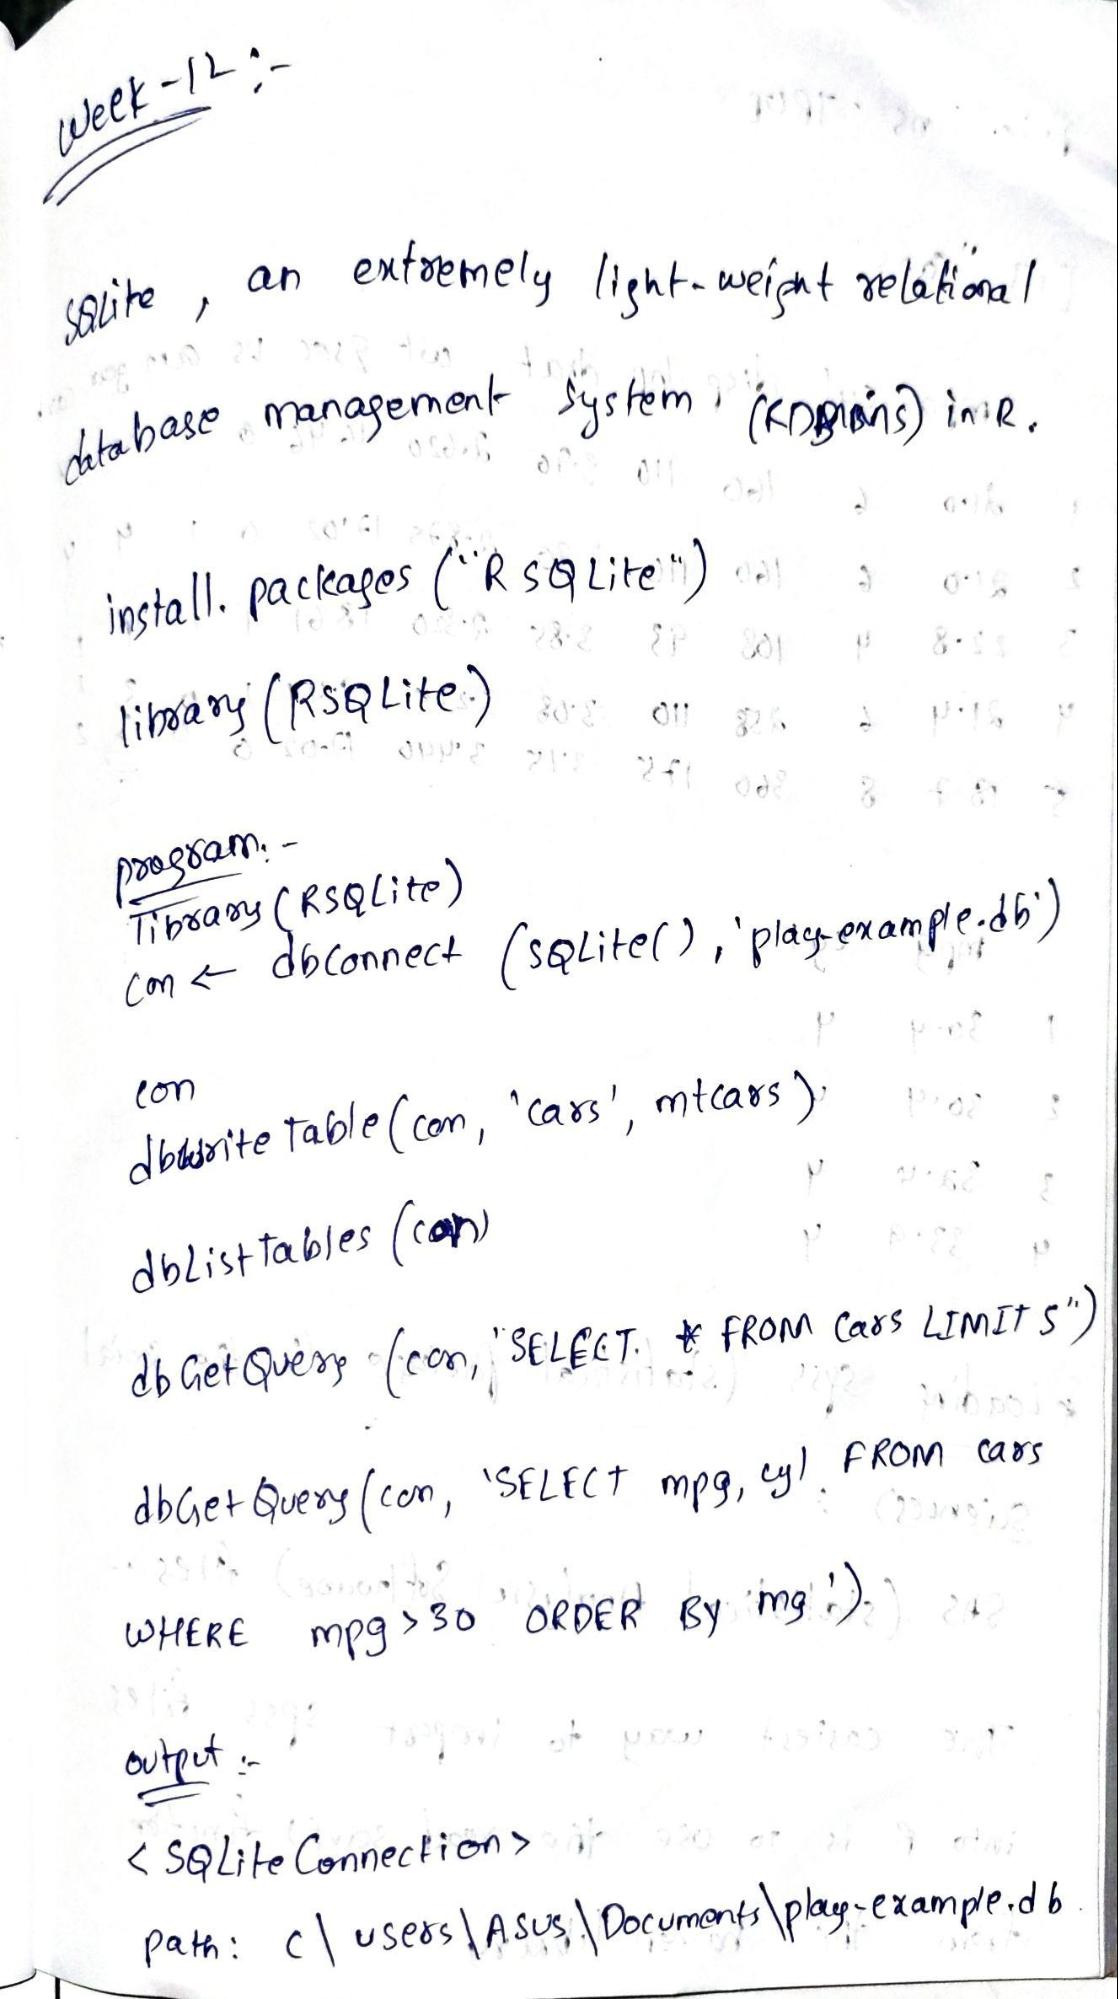 Week-12:-
SQLite, an extremely light-weight relational
database management system in R.
install.packages ("RSQLite")
library (RSQLite)
program:-
library (RSQLite)
con ← dbConnect (SQLite(), 'play-example.db')
con
dbwrite Table (con, 'cars', mtcars)
dbListTables (con)
dbGetQuery (con, "SELECT. * FROM cars LIMIT 5")
dbGetQuery (con, 'SELECT mpg, cyl FROM cars
WHERE mpg > 30 ORDER By mg').
output :-
< SQLite Connection>
path: c\ users\ASUS\Documents\play-example.db